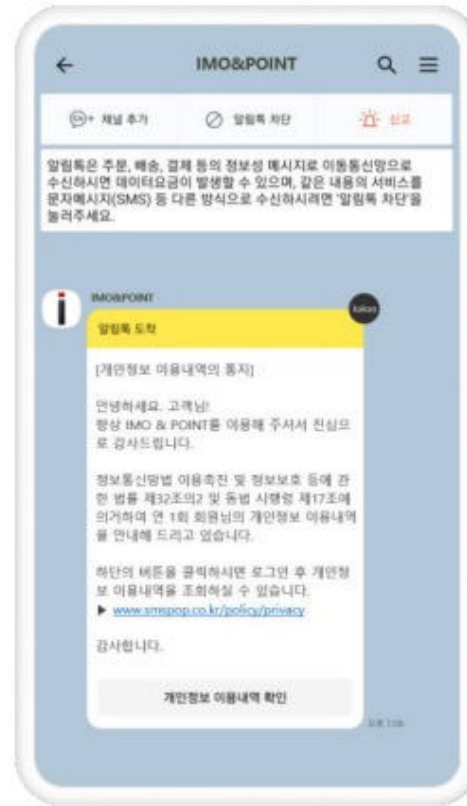 IMO&POINT
채널 추가
알림톡 차단
신고
알림톡은 주문, 배송, 결제 등의 정보성 메시지로 이동통신망으로
수신하시면 데이터요금이 발생할 수 있으며, 같은 내용의 서비스를
문자메시지(SMS) 등 다른 방식으로 수신하시려면 '알림톡 차단'을
눌러주세요.
IMO&POINT
kakao
알림톡 도착
[개인정보 이용내역의 통지]
안녕하세요. 고객님!
항상 IMO & POINT를 이용해 주셔서 진심으
로 감사드립니다.
정보통신망법 이용촉진 및 정보보호 등에 관
한 법률 제32조의2 및 동법 시행령 제17조에
의거하여 연 1회 회원님의 개인정보 이용내역
을 안내해 드리고 있습니다.
하단의 버튼을 클릭하시면 로그인 후 개인정
보 이용내역을 조회하실 수 있습니다.
▶ www.smspop.co.kr/policy/privacy
감사합니다.
개인정보 이용내역 확인